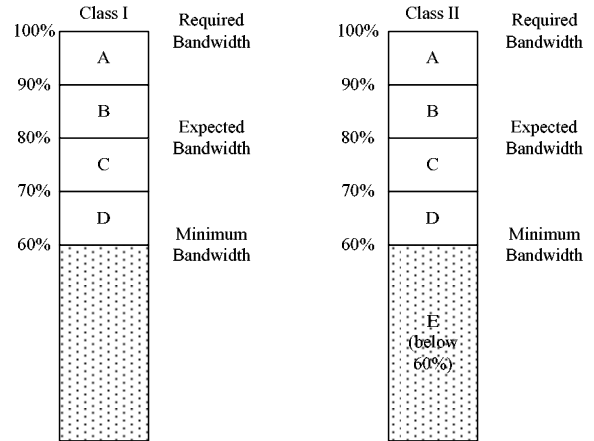 Class I
100%
A
90%
B
80%
C
70%
D
60%
Required
Bandwidth
Expected
Bandwidth
Minimum
Bandwidth
Class II
100%
A
90%
B
80%
C
70%
D
60%
E
(below
60%)
Required
Bandwidth
Expected
Bandwidth
Minimum
Bandwidth